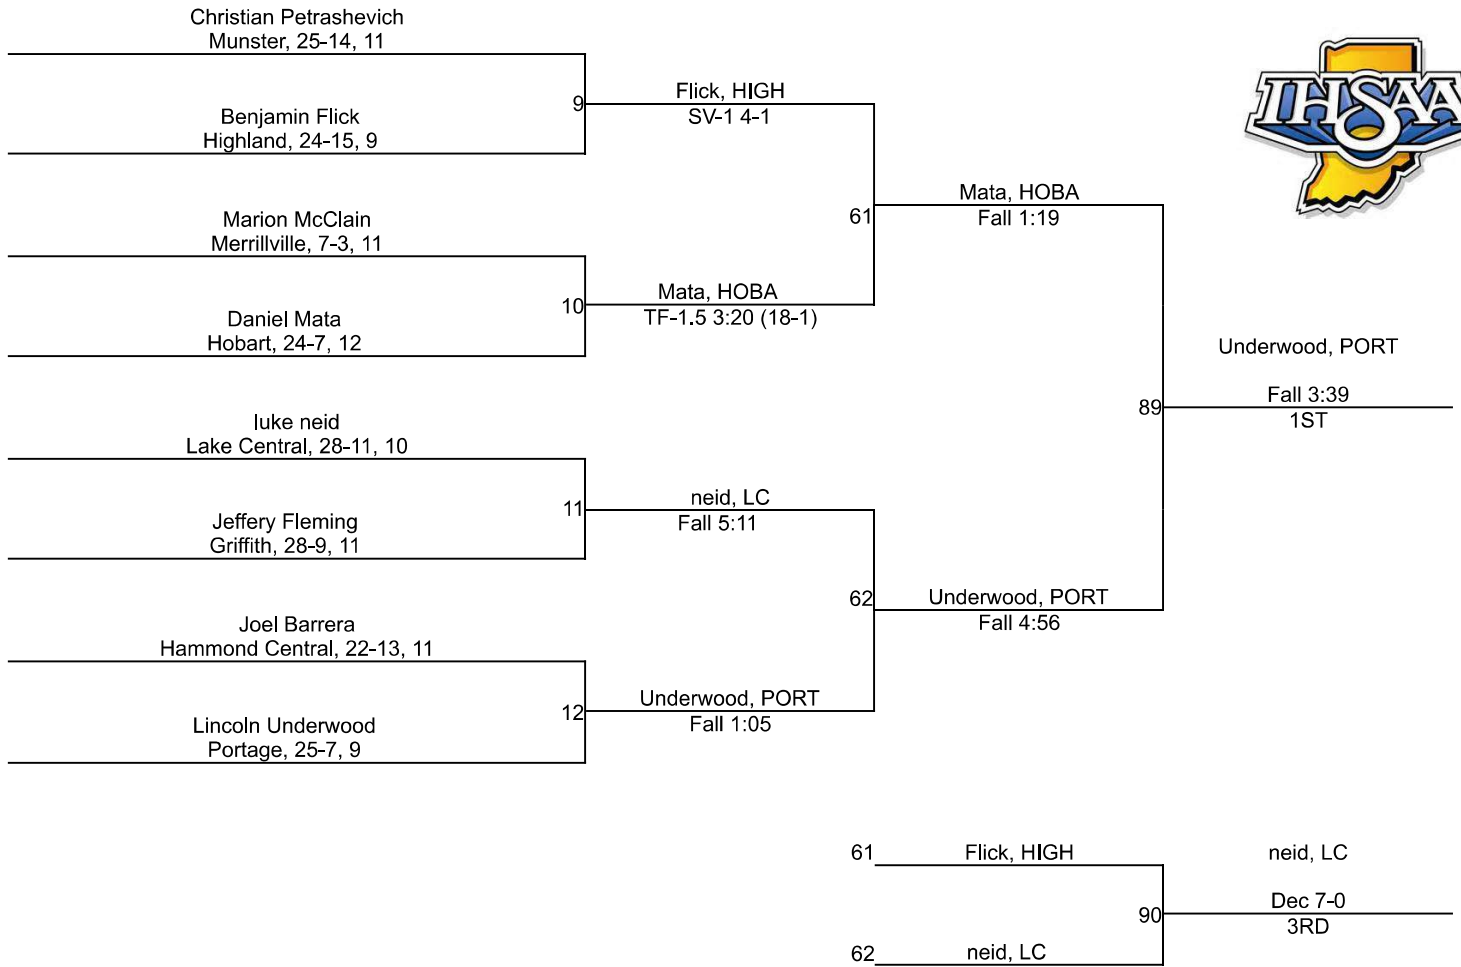 Christian Petrashevich
Munster, 25-14, 11
Benjamin Flick
Highland, 24-15, 9
Marion McClain
Merrillville, 7-3, 11
Daniel Mata
Hobart, 24-7, 12
luke neid
Lake Central, 28-11, 10
Jeffery Fleming
Griffith, 28-9, 11
Joel Barrera
Hammond Central, 22-13, 11
Lincoln Underwood
Portage, 25-7, 9
9
Flick, HIGH
SV-1 4-1
10
Mata, HOBA
TF-1.5 3:20 (18-1)
11
neid, LC
Fall 5:11
12
Underwood, PORT
Fall 1:05
61
Mata, HOBA
Fall 1:19
62
Underwood, PORT
Fall 4:56
89
Underwood, PORT
Fall 3:39
1ST
61
Flick, HIGH
62
neid, LC
90
neid, LC
Dec 7-0
3RD
IHSAA